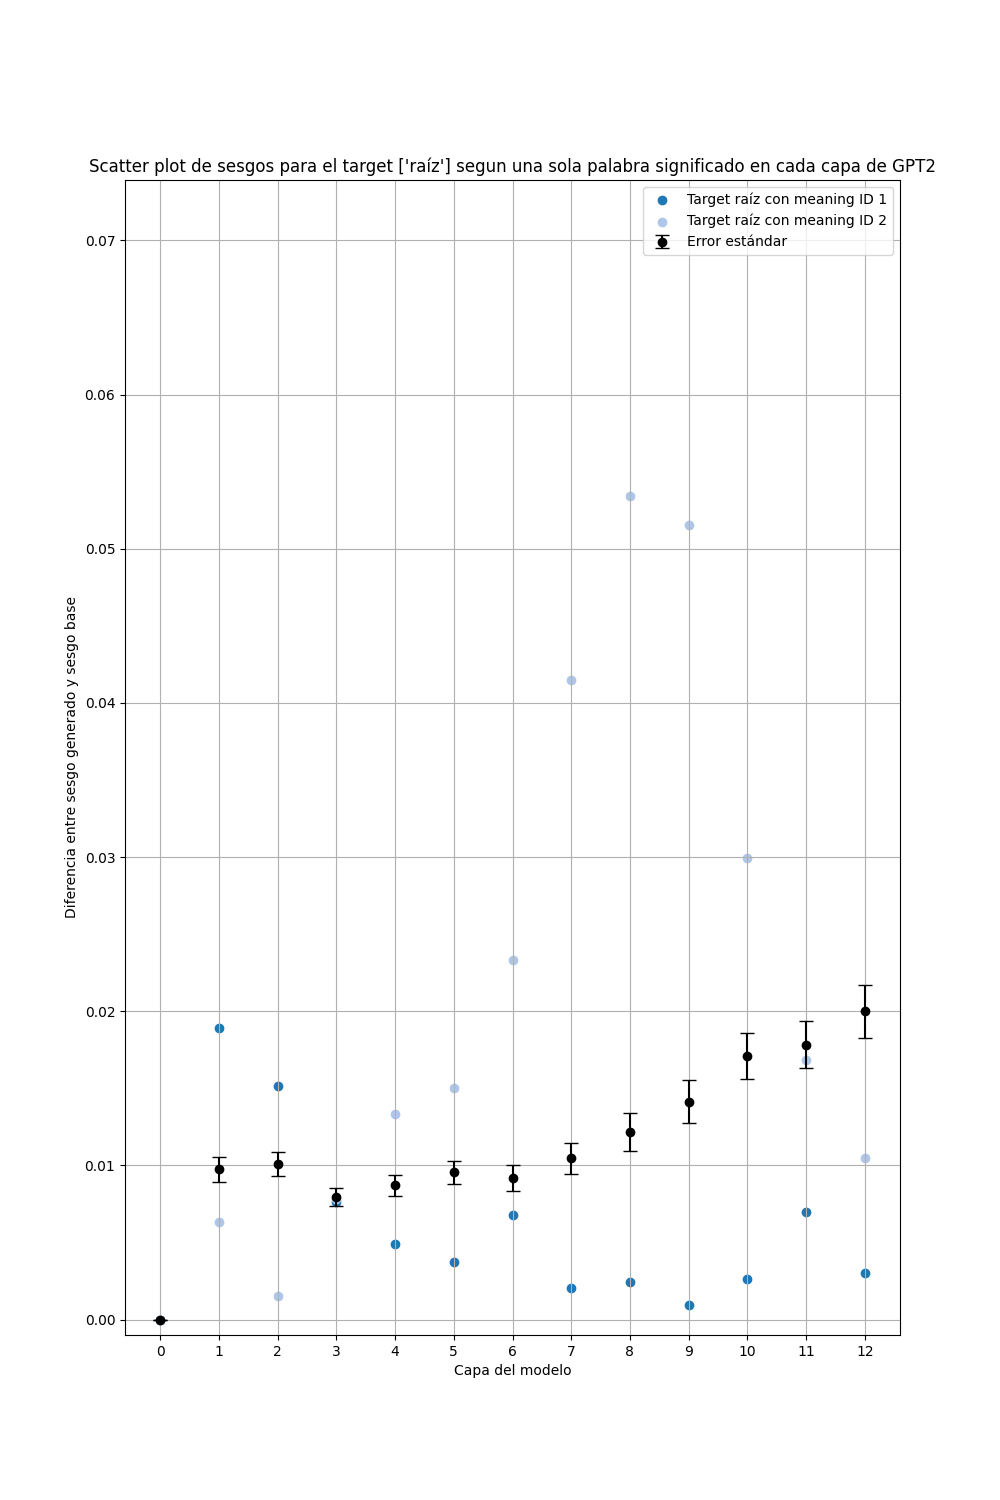 Scatter plot de sesgos para el target ['raíz'] segun una sola palabra significado en cada capa de GPT2
Target raíz con meaning ID 1
Target raíz con meaning ID 2
Error estándar
0.07
0.06
0.05
0.04
0.03
0.02
0.01
0.00
Diferencia entre sesgo generado y sesgo base
0 1 2 3 4 5 6 7 8 9 10 11 12
Capa del modelo